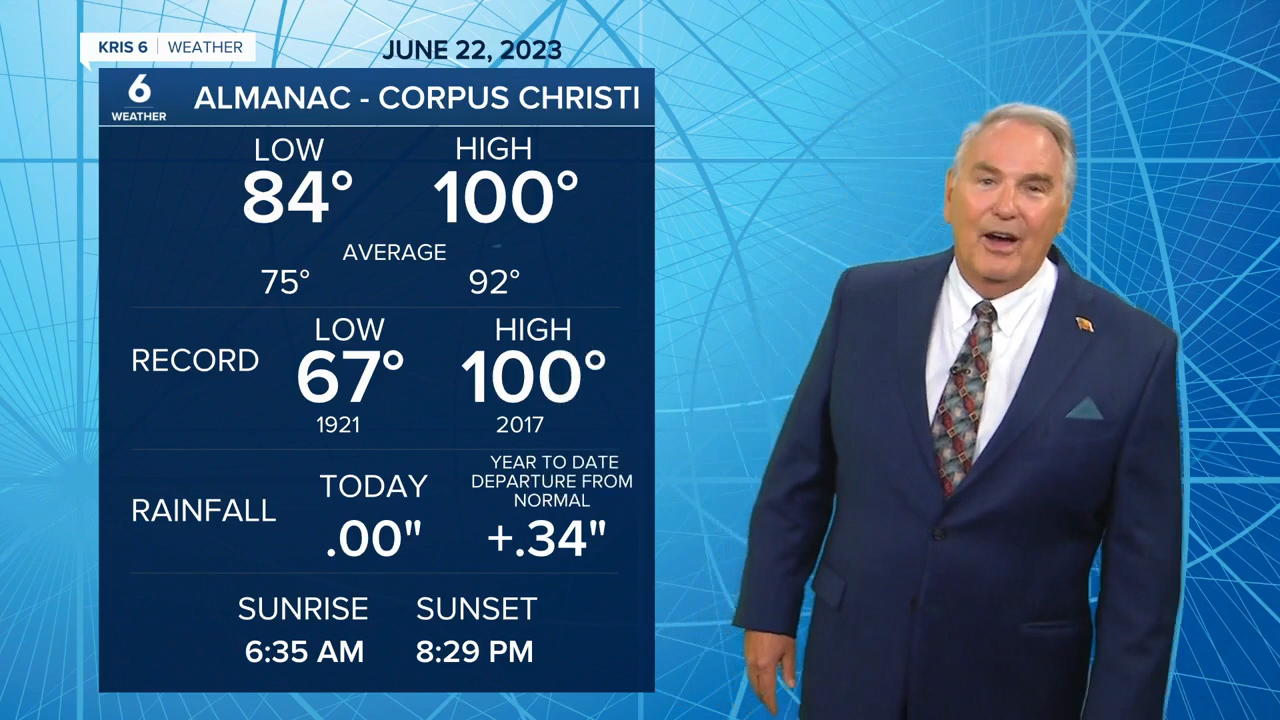 KRIS 6 WEATHER
JUNE 22, 2023
6
WEATHER
ALMANAC - CORPUS CHRISTI
LOW HIGH
84° 100°
AVERAGE
75° 92°
LOW HIGH
RECORD
67° 100°
1921 2017
RAINFALL
TODAY
.00"
YEAR TO DATE
DEPARTURE FROM
NORMAL
+.34"
SUNRISE SUNSET
6:35 AM 8:29 PM